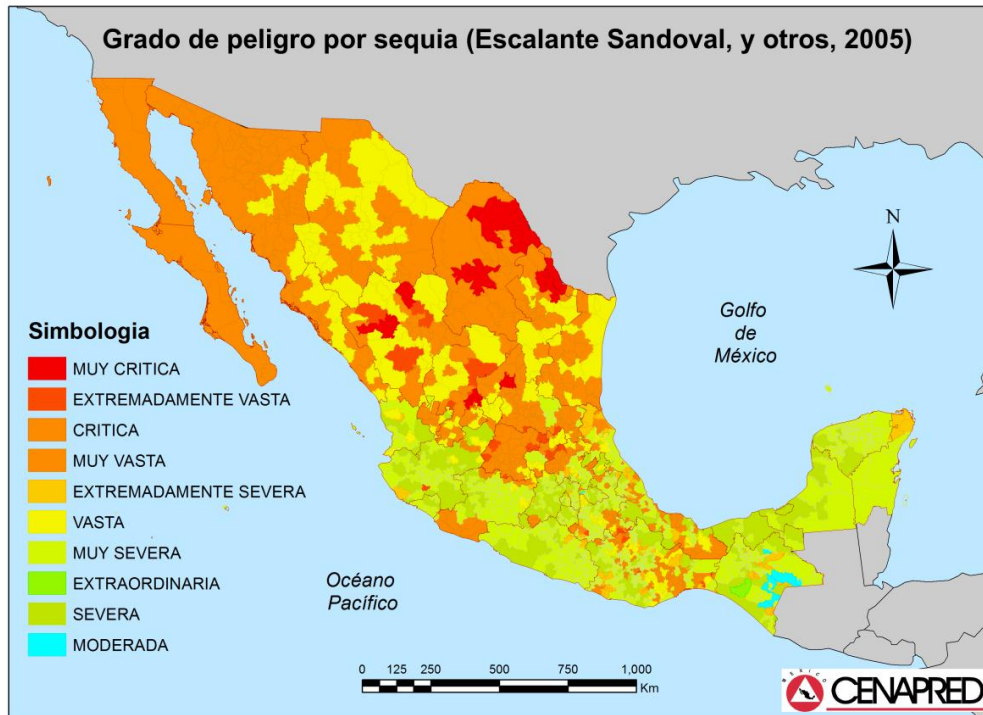 Grado de peligro por sequia (Escalante Sandoval, y otros, 2005)
N
Golfo
de
México
Simbologia
MUY CRITICA
EXTREMADAMENTE VASTA
CRITICA
MUY VASTA
EXTREMADAMENTE SEVERA
VASTA
MUY SEVERA
EXTRAORDINARIA
SEVERA
MODERADA
Océano
Pacífico
0 125 250 500 750 1,000
Km
MEXICO
CENAPRED